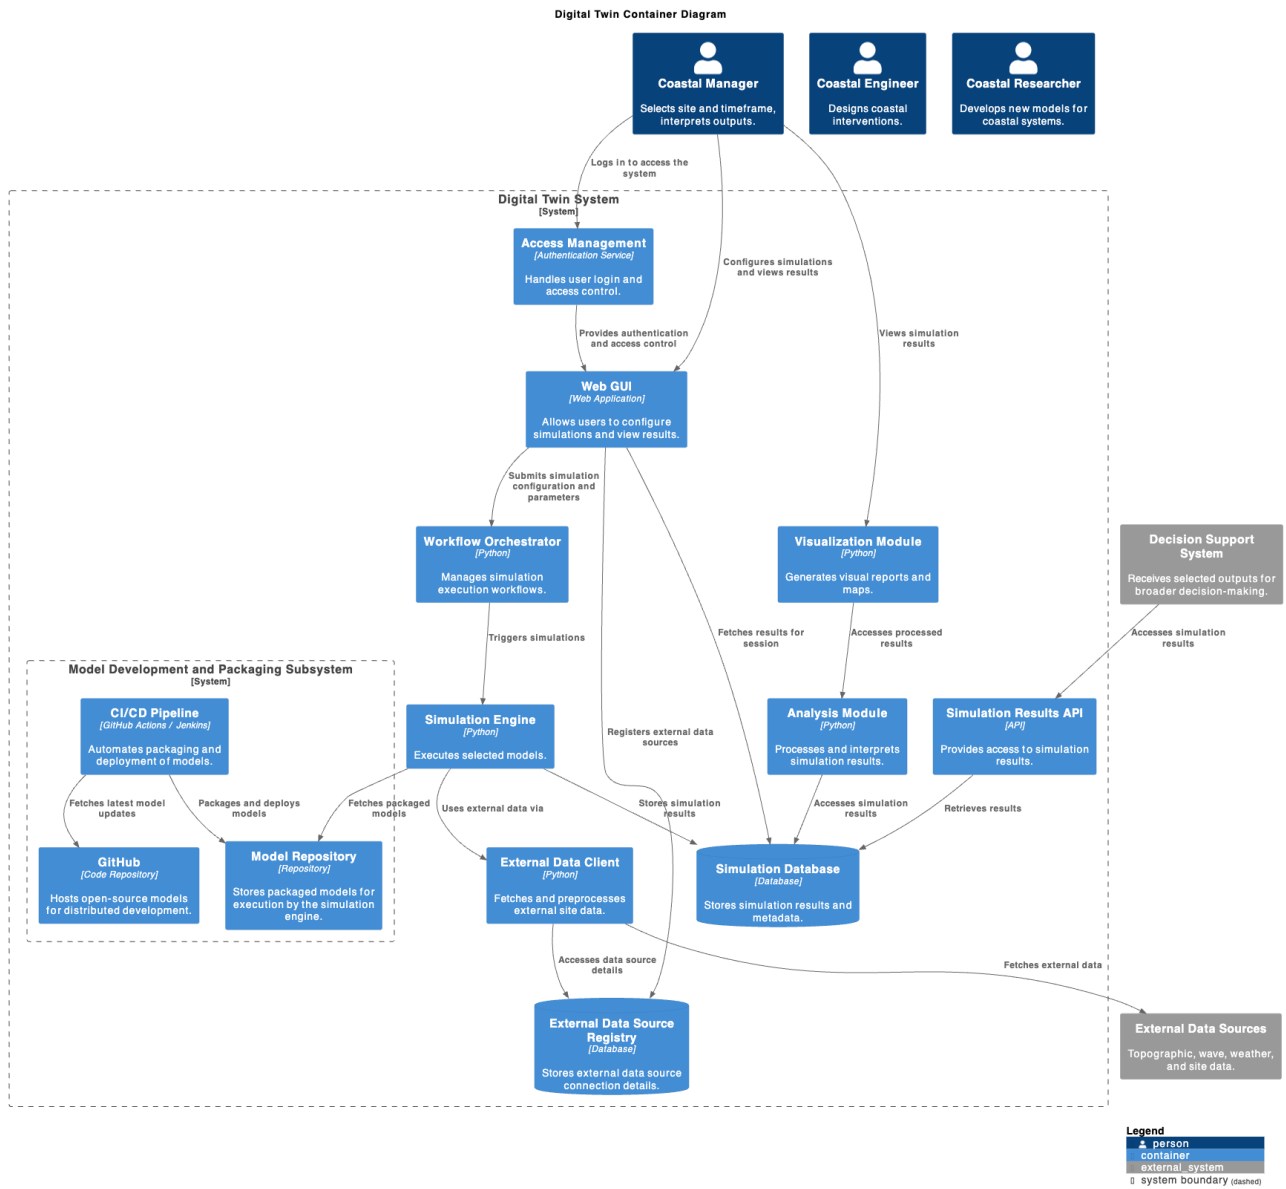 Digital Twin Container Diagram
Coastal Manager
Selects site and timeframe,
interprets outputs.
Coastal Engineer
Designs coastal
interventions.
Coastal Researcher
Develops new models for
coastal systems.
Logs in to access the
system
Digital Twin System
[System]
Access Management
[Authentication Service]
Handles user login and
access control.
Configures simulations
and views results
Provides authentication
and access control
Views simulation
results
Web GUI
[Web Application]
Allows users to configure
simulations and view results.
Submits simulation
configuration and
parameters
Workflow Orchestrator
[Python]
Manages simulation
execution workflows.
Visualization Module
[Python]
Generates visual reports and
maps.
Decision Support
System
Receives selected outputs for
broader decision-making.
Triggers simulations
Fetches results for
session
Accesses processed
results
Accesses simulation
results
Model Development and Packaging Subsystem
[System]
CI/CD Pipeline
[GitHub Actions / Jenkins]
Automates packaging and
deployment of models.
Simulation Engine
[Python]
Executes selected models.
Registers external data
sources
Analysis Module
[Python]
Processes and interprets
simulation results.
Simulation Results API
[API]
Provides access to simulation
results.
Fetches latest model
updates
Packages and deploys
models
Fetches packaged
models
Uses external data via
Stores simulation
results
Accesses simulation
results
Retrieves results
GitHub
[Code Repository]
Hosts open-source models
for distributed development.
Model Repository
[Repository]
Stores packaged models for
execution by the simulation
engine.
External Data Client
[Python]
Fetches and preprocesses
external site data.
Simulation Database
[Database]
Stores simulation results and
metadata.
Accesses data source
details
Fetches external data
External Data Source
Registry
[Database]
Stores external data source
connection details.
External Data Sources
Topographic, wave, weather,
and site data.
Legend
person
container
external_system
system boundary (dashed)